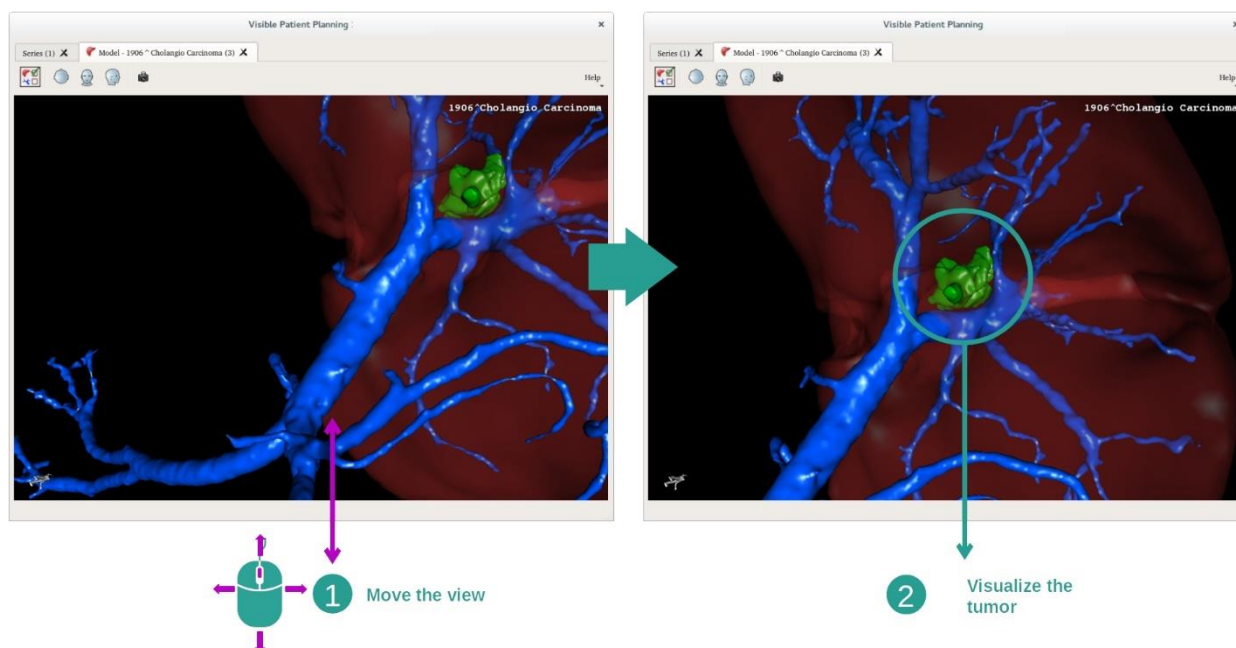 Visible Patient Planning :
Series (1) X Model - 1906 ^ Cholangio Carcinoma (3) X
Help
1906^Cholangio Carcinoma
Visible Patient Planning
Series (1) X Model - 1906 ^ Cholangio Carcinoma (3) X
Help
1906^Cholangio Carcinoma
1 Move the view
2 Visualize the
tumor